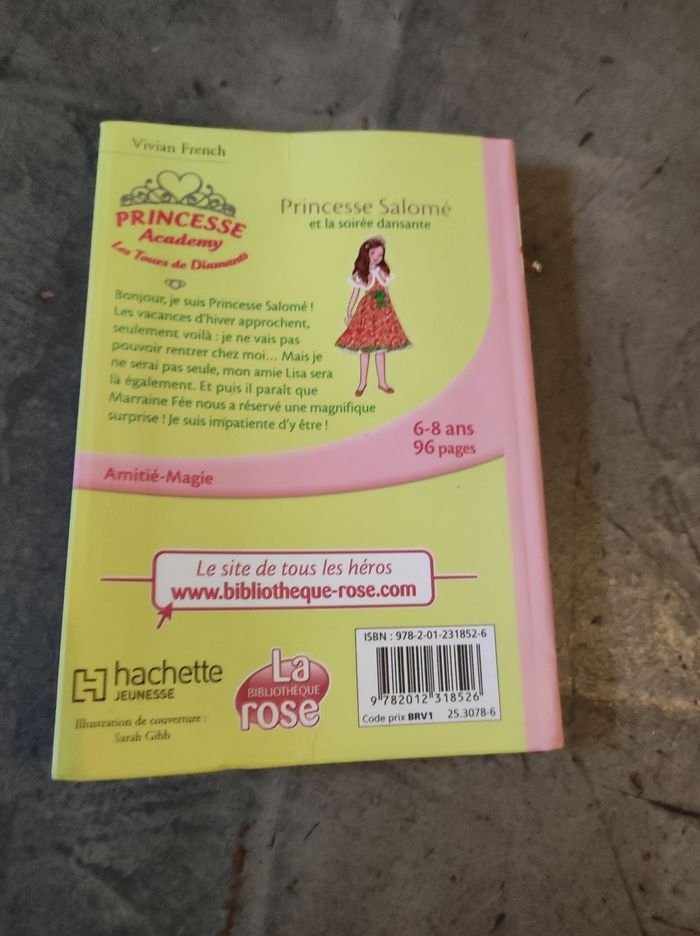 Vivian French
PRINCESSE
Academy
Les Tours de Diamants
Princesse Salomé
et la soirée dansante
Bonjour, je suis Princesse Salomé !
Les vacances d'hiver approchent,
seulement voilà : je ne vais pas
pouvoir rentrer chez moi... Mais je
ne serai pas seule, mon amie Lisa sera
là également. Et puis il paraît que
Marraine Fée nous a réservé une magnifique
surprise ! Je suis impatiente d'y être !
6-8 ans
96 pages
Amitié-Magie
Le site de tous les héros
www.bibliotheque-rose.com
hachette
JEUNESSE
Illustration de couverture :
Sarah Gibb
La
BIBLIOTHÈQUE
rose
ISBN : 978-2-01-231852-6
9 782012 318526
Code prix BRV1 25.3078-6